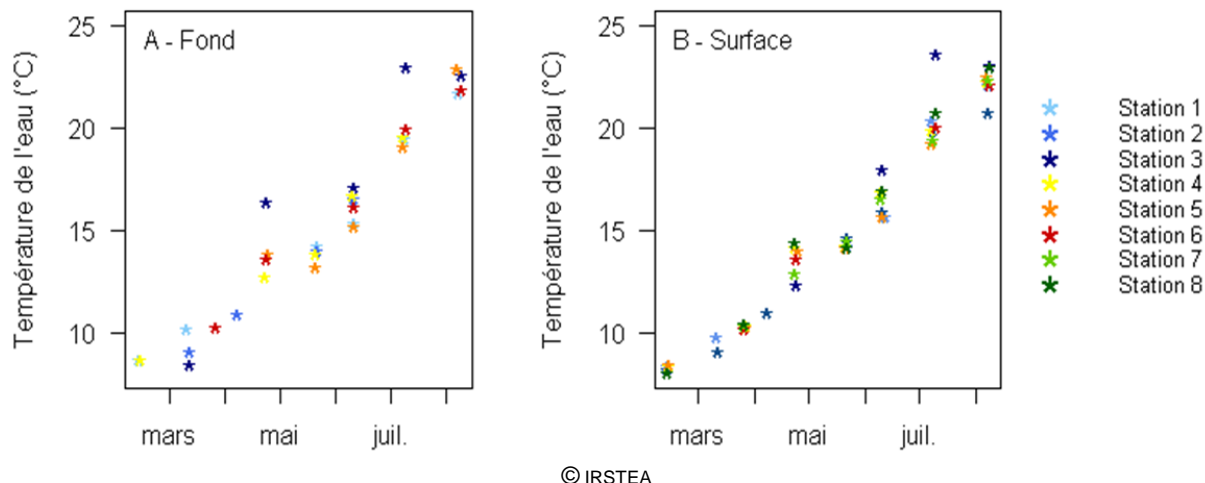 A - Fond
Température de l'eau (°C)
25
20
15
10
mars
mai
juil.
B - Surface
Température de l'eau (°C)
25
20
15
10
mars
mai
juil.
Station 1
Station 2
Station 3
Station 4
Station 5
Station 6
Station 7
Station 8
© IRSTEA